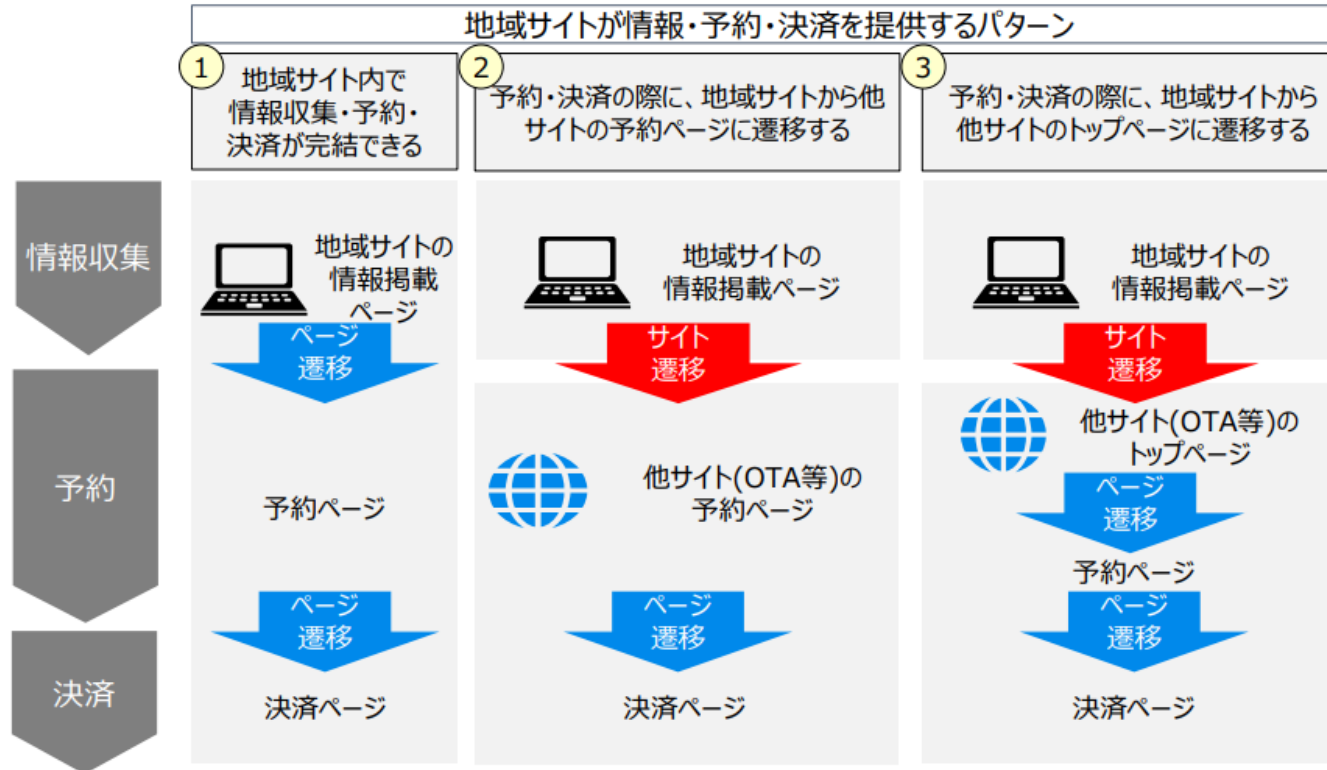 地域サイトが情報・予約・決済を提供するパターン
1
地域サイト内で
情報収集・予約・
決済が完結できる
2
予約・決済の際に、地域サイトから他
サイトの予約ページに遷移する
3
予約・決済の際に、地域サイトから
他サイトのトップページに遷移する
情報収集
地域サイトの
情報掲載
ページ
ページ
遷移
地域サイトの
情報掲載ページ
サイト
遷移
地域サイトの
情報掲載ページ
サイト
遷移
予約
予約ページ
ページ
遷移
他サイト(OTA等)の
予約ページ
ページ
遷移
他サイト(OTA等)の
トップページ
ページ
遷移
予約ページ
ページ
遷移
決済
決済ページ
決済ページ
決済ページ